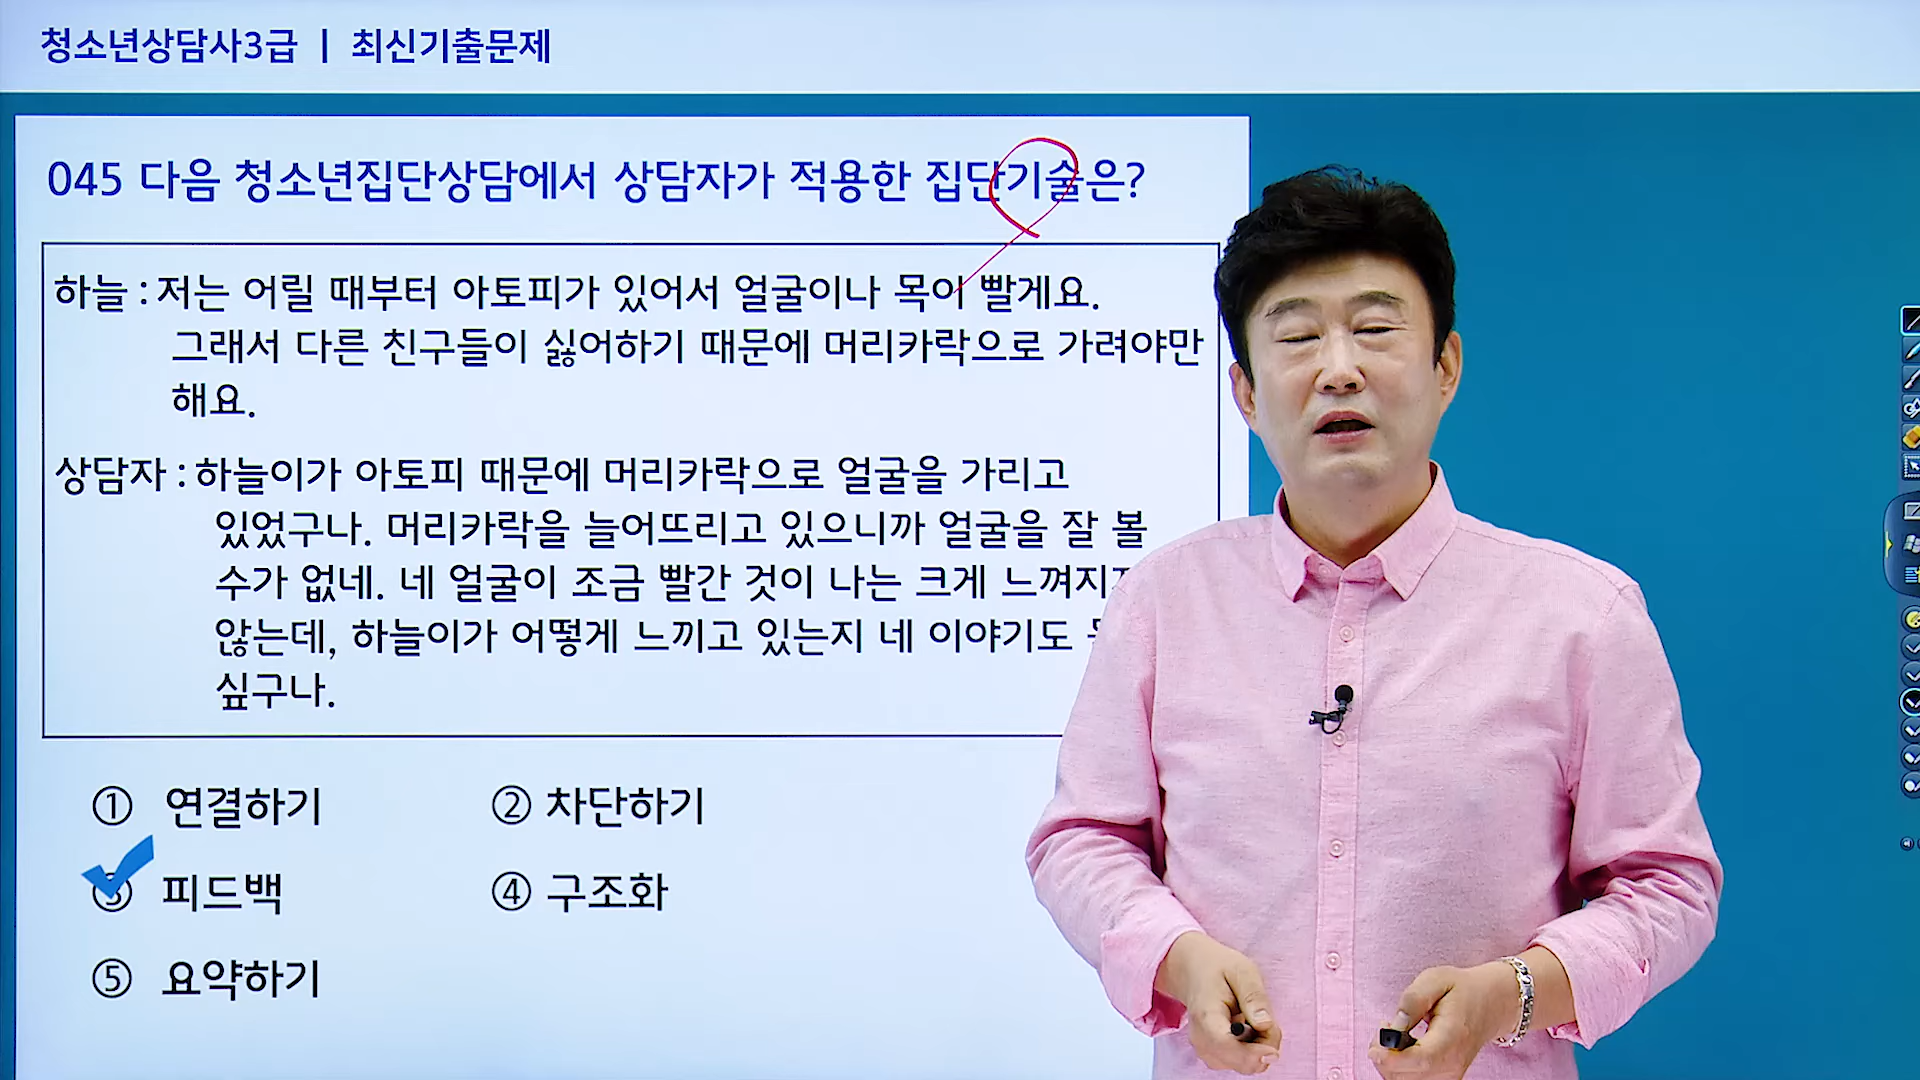 청소년상담사3급 | 최신기출문제
045 다음 청소년집단상담에서 상담자가 적용한 집단기술은?
하늘 : 저는 어릴 때부터 아토피가 있어서 얼굴이나 목이 빨게요.
그래서 다른 친구들이 싫어하기 때문에 머리카락으로 가려야만
해요.
상담자 : 하늘이가 아토피 때문에 머리카락으로 얼굴을 가리고
있었구나. 머리카락을 늘어뜨리고 있으니까 얼굴을 잘 볼
수가 없네. 네 얼굴이 조금 빨간 것이 나는 크게 느껴지
않는데, 하늘이가 어떻게 느끼고 있는지 네 이야기도
싶구나.
① 연결하기 ② 차단하기
③ 피드백 ④ 구조화
⑤ 요약하기